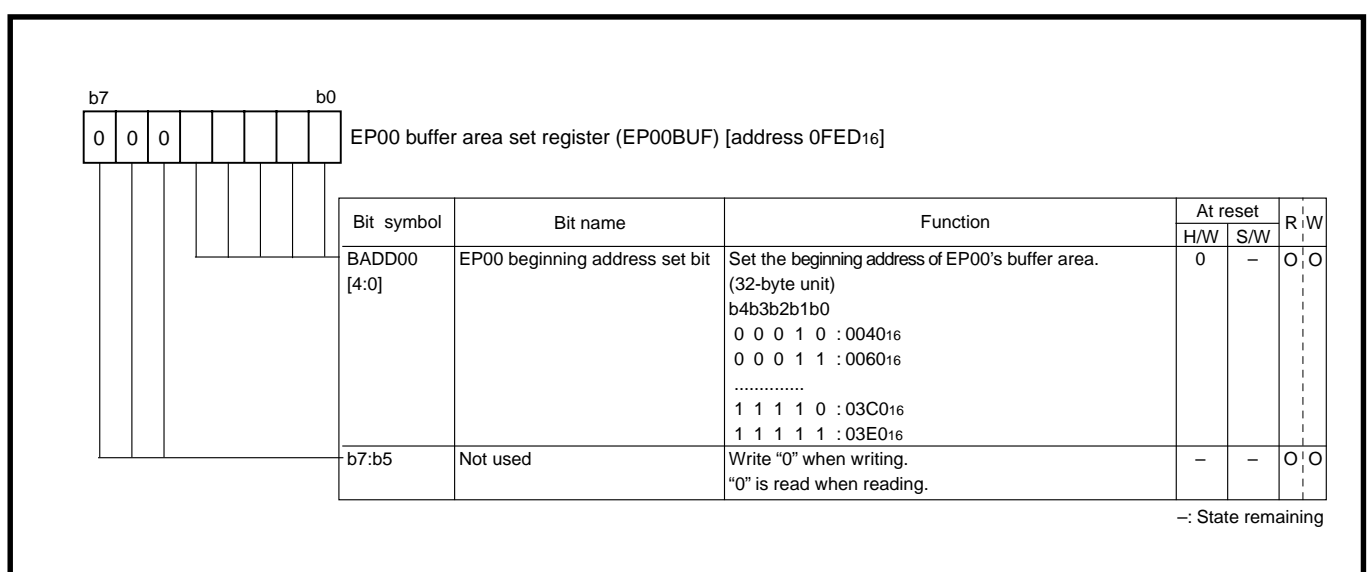 b7 b0
0 0 0
EP00 buffer area set register (EP00BUF) [address 0FED16]
Bit symbol Bit name Function At reset R W
H/W S/W
BADD00 EP00 beginning address set bit Set the beginning address of EP00's buffer area. 0 – O O
[4:0] (32-byte unit)
b4b3b2b1b0
0 0 0 1 0 : 004016
0 0 0 1 1 : 006016
..............
1 1 1 1 0 : 03C016
1 1 1 1 1 : 03E016
b7:b5 Not used Write “0” when writing. – – O O
“0” is read when reading.
–: State remaining